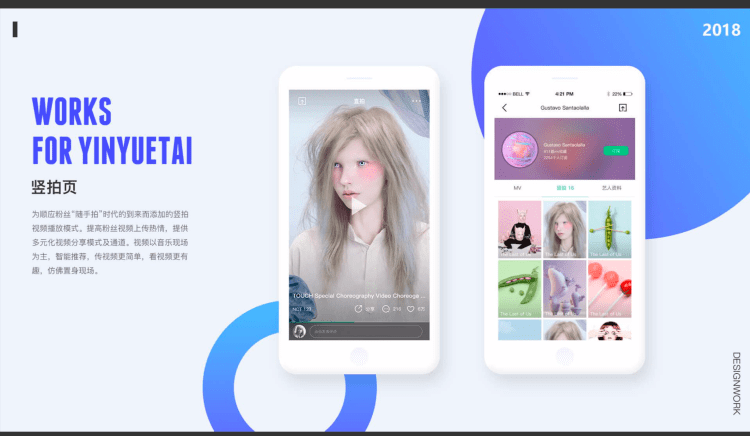 2018
WORKS
FOR YINYUETAI
竖拍页
为顺应粉丝“随手拍”时代的到来而添加的竖拍
视频播放模式。提高粉丝视频上传热情，提供
多元化视频分享模式及通道。视频以音乐现场
为主，智能推荐，传视频更简单，看视频更有
趣，仿佛置身现场。
竖拍
TOUCH Special Choreography Video Choreoga ...
BELL
4:21 PM
22%
Gustavo Santaolalla
Gustavo Santaolalla
MV
竖拍 16
艺人资料
The Last of Us
The Last of Us
The Last of Us
The Last of Us
The Last of Us
The Last of Us
DESIGNWORK